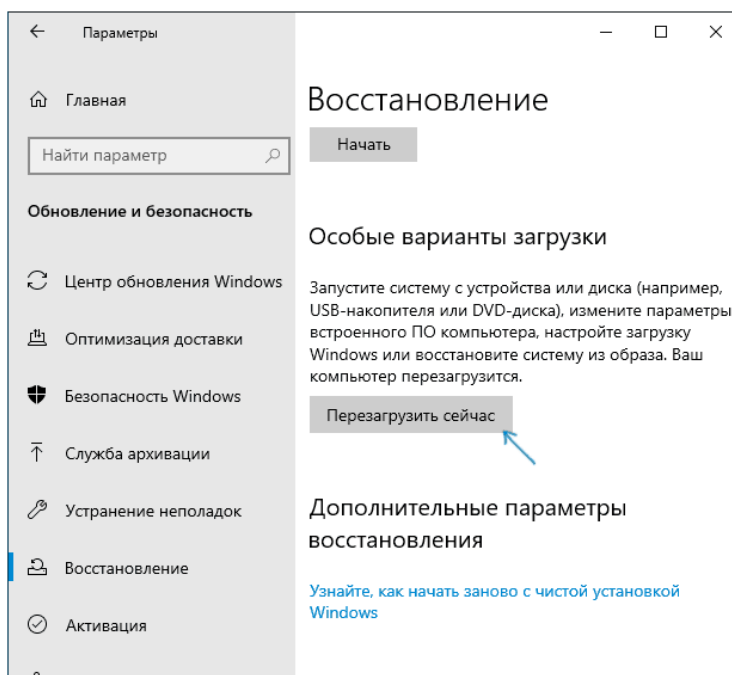 Параметры
Главная
Найти параметр
Обновление и безопасность
Центр обновления Windows
Оптимизация доставки
Безопасность Windows
Служба архивации
Устранение неполадок
Восстановление
Активация
Восстановление
Начать
Особые варианты загрузки
Запустите систему с устройства или диска (например,
USB-накопителя или DVD-диска), измените параметры
встроенного ПО компьютера, настройте загрузку
Windows или восстановите систему из образа. Ваш
компьютер перезагрузится.
Перезагрузить сейчас
Дополнительные параметры
восстановления
Узнайте, как начать заново с чистой установкой
Windows